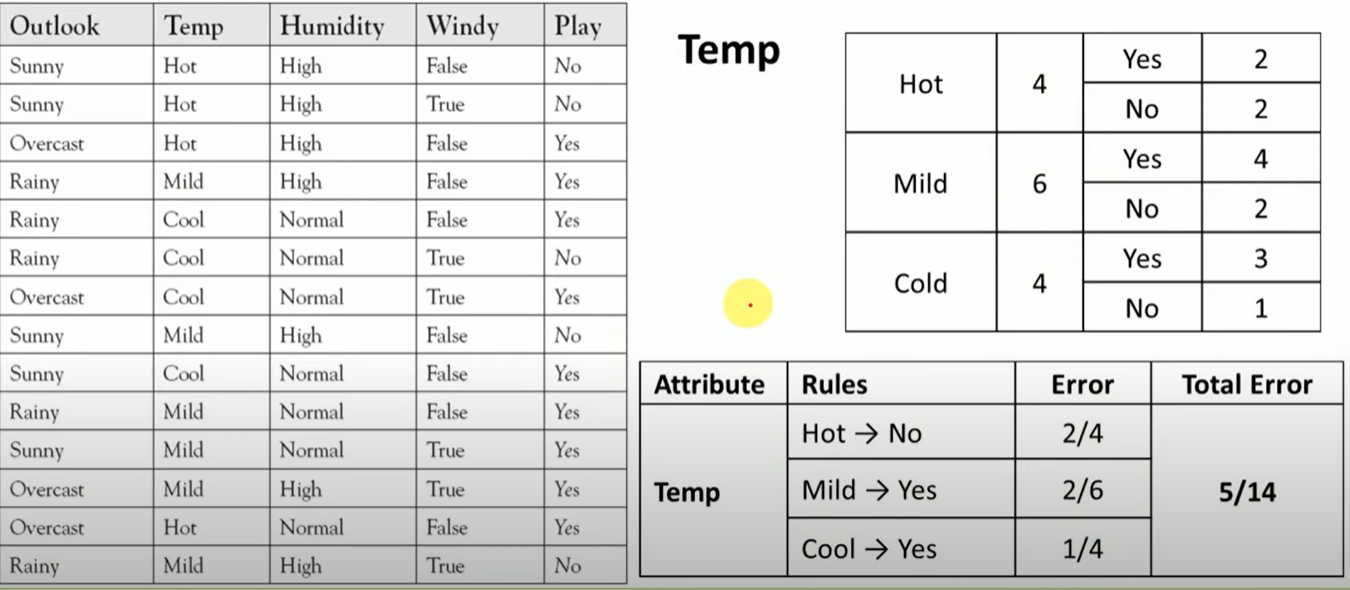 Outlook Temp Humidity Windy Play
Sunny Hot High False No
Sunny Hot High True No
Overcast Hot High False Yes
Rainy Mild High False Yes
Rainy Cool Normal False Yes
Rainy Cool Normal True No
Overcast Cool Normal True Yes
Sunny Mild High False No
Sunny Cool Normal False Yes
Rainy Mild Normal False Yes
Sunny Mild Normal True Yes
Overcast Mild High True Yes
Overcast Hot Normal False Yes
Rainy Mild High True No
Temp
Hot 4 Yes 2
No 2
Mild 6 Yes 4
No 2
Cold 4 Yes 3
No 1
Attribute Rules Error Total Error
Temp Hot → No 2/4 5/14
Mild → Yes 2/6
Cool → Yes 1/4